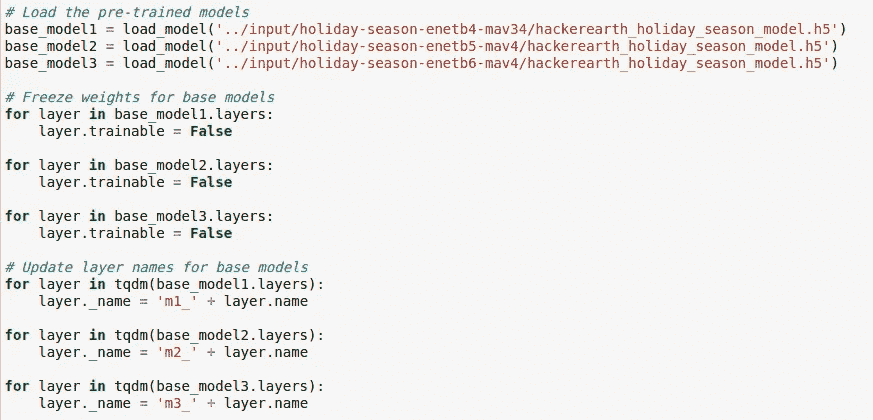 # Load the pre-trained models
base_model1 = load_model('../input/holiday-season-enetb4-mav34/hackerearth_holiday_season_model.h5')
base_model2 = load_model('../input/holiday-season-enetb5-mav4/hackerearth_holiday_season_model.h5')
base_model3 = load_model('../input/holiday-season-enetb6-mav4/hackerearth_holiday_season_model.h5')
# Freeze weights for base models
for layer in base_model1.layers:
    layer.trainable = False
for layer in base_model2.layers:
    layer.trainable = False
for layer in base_model3.layers:
    layer.trainable = False
# Update layer names for base models
for layer in tqdm(base_model1.layers):
    layer._name = 'm1_' + layer.name
for layer in tqdm(base_model2.layers):
    layer._name = 'm2_' + layer.name
for layer in tqdm(base_model3.layers):
    layer._name = 'm3_' + layer.name